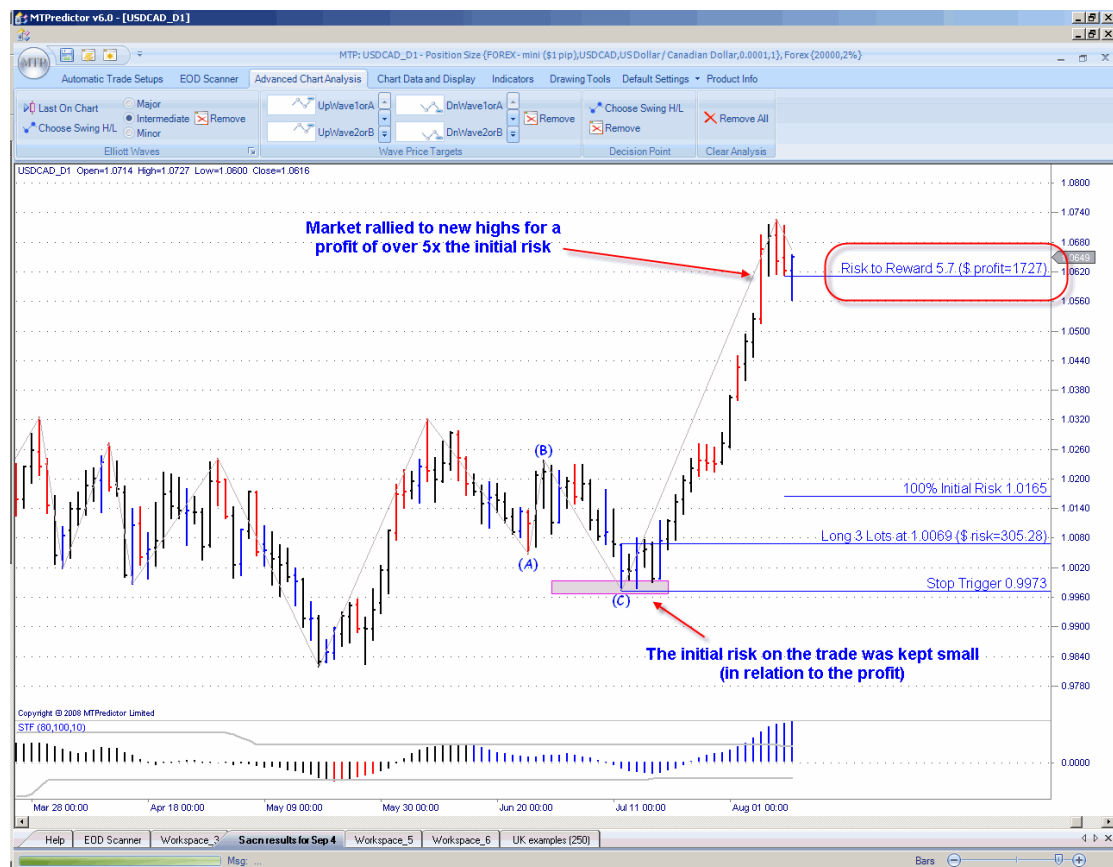 MTPredictor v6.0 - [USDCAD_D1]
MTP
MTP: USDCAD_D1 - Position Size {FOREX - mini ($1 pip),USDCAD,US Dollar / Canadian Dollar,0.0001,1}, Forex {20000,2%}
Automatic Trade Setups EOD Scanner Advanced Chart Analysis Chart Data and Display Indicators Drawing Tools Default Settings Product Info
Last On Chart
Choose Swing H/L
Major
Intermediate
Minor
Remove
Elliott Waves
UpWave1orA
UpWave2orB
DnWave1orA
DnWave2orB
Remove
Wave Price Targets
Choose Swing H/L
Remove
Decision Point
Remove All
Clear Analysis
USDCAD_D1 Open=1.0714 High=1.0727 Low=1.0600 Close=1.0616
1.0800
1.0740
1.0680
1.0649
1.0620
1.0560
1.0500
1.0440
1.0380
1.0320
1.0260
1.0200
1.0140
1.0080
1.0020
0.9960
0.9900
0.9840
0.9780
Market rallied to new highs for a
profit of over 5x the initial risk
Risk to Reward 5.7 ($ profit=1727)
(B)
(A)
(C)
100% Initial Risk 1.0165
Long 3 Lots at 1.0069 ($ risk=305.28)
Stop Trigger 0.9973
The initial risk on the trade was kept small
(in relation to the profit)
Copyright © 2008 MTPredictor Limited
STF (80,100,10)
0.0000
Mar 28 00:00 Apr 18 00:00 May 09 00:00 May 30 00:00 Jun 20 00:00 Jul 11 00:00 Aug 01 00:00
Help EOD Scanner Workspace_3 Sacn results for Sep 4 Workspace_5 Workspace_6 UK examples (250)
Msg: ...
Bars